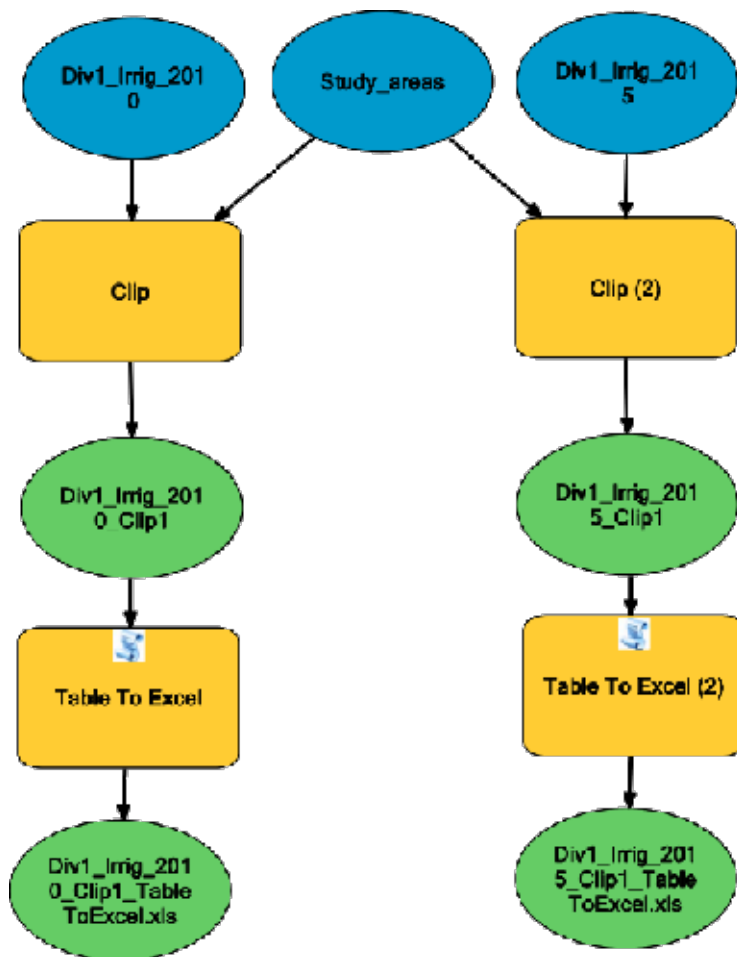 Div1_Irrig_201
0
Study_areas
Div1_Irrig_201
5
Clip
Clip (2)
Div1_Irrig_201
0_Clip1
Div1_Irrig_201
5_Clip1
Table To Excel
Table To Excel (2)
Div1_Irrig_201
0_Clip1_Table
ToExcel.xls
Div1_Irrig_201
5_Clip1_Table
ToExcel.xls